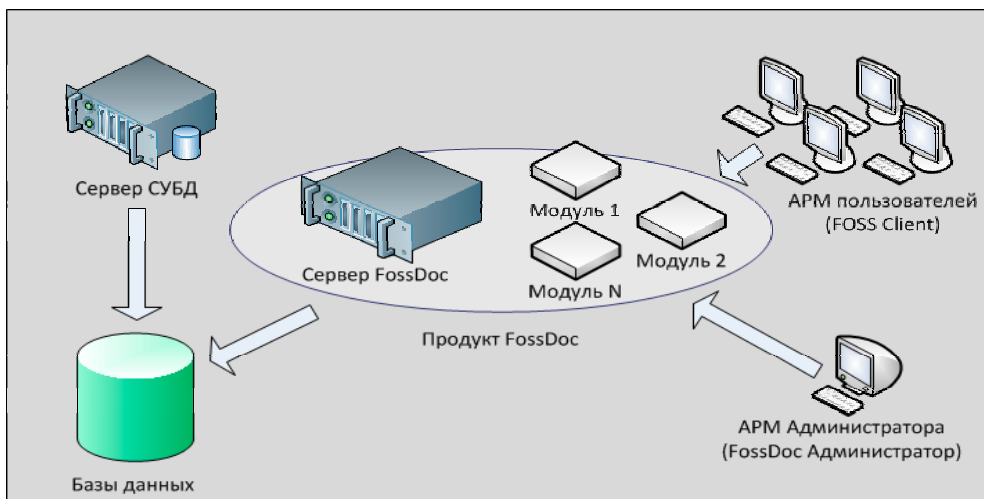 Сервер СУБД
Модуль 1
АРМ пользователей
(FOSS Client)
Сервер FossDoc
Модуль 2
Модуль N
Продукт FossDoc
АРМ Администратора
(FossDoc Администратор)
Базы данных